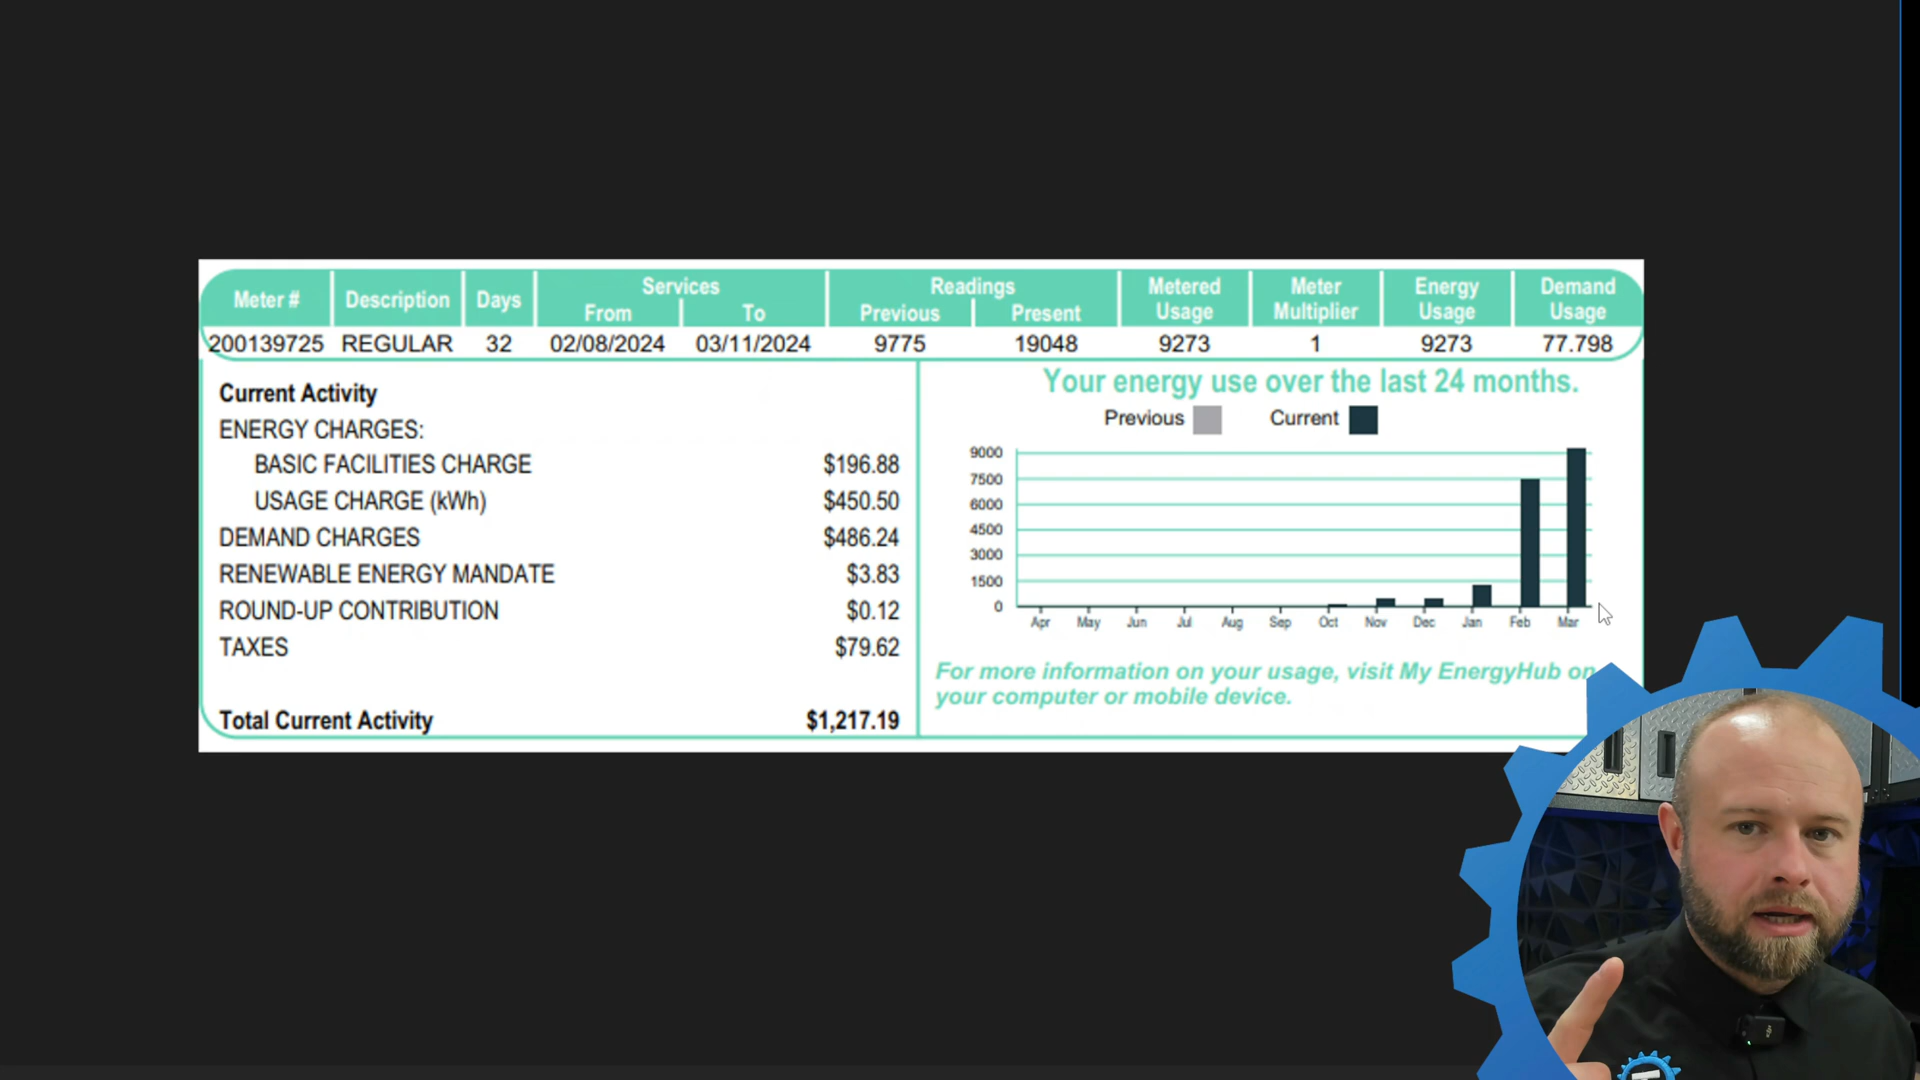 Meter # Description Days Services From To Readings Previous Present Metered Usage Meter Multiplier Energy Usage Demand Usage
200139725 REGULAR 32 02/08/2024 03/11/2024 9775 19048 9273 1 9273 77.798
Current Activity
ENERGY CHARGES:
BASIC FACILITIES CHARGE $196.88
USAGE CHARGE (kWh) $450.50
DEMAND CHARGES $486.24
RENEWABLE ENERGY MANDATE $3.83
ROUND-UP CONTRIBUTION $0.12
TAXES $79.62
Total Current Activity $1,217.19
Your energy use over the last 24 months.
Previous Current
9000
7500
6000
4500
3000
1500
0
Apr May Jun Jul Aug Sep Oct Nov Dec Jan Feb Mar
For more information on your usage, visit My EnergyHub on
your computer or mobile device.